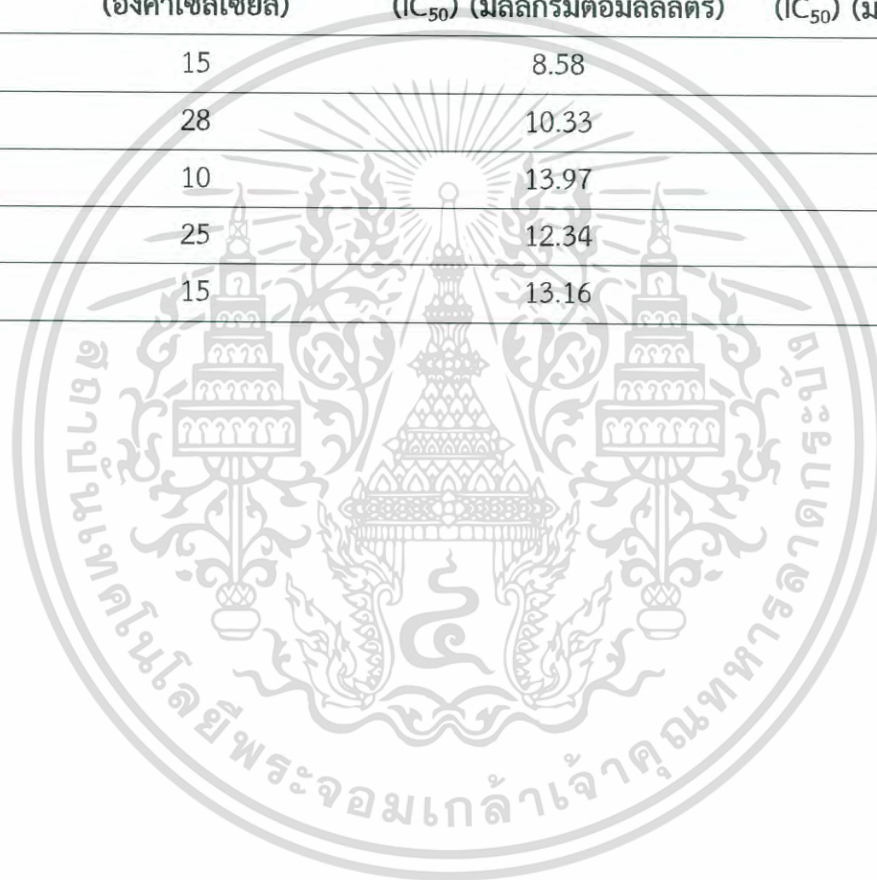 (องศาเซลเซียส) (IC50) (มิลลิกรัมต่อมิลลิลิตร) (IC50) (ม
15 8.58
28 10.33
10 13.97
25 12.34
15 13.16
สถาบันเทคโนโลยีพระจอมเกล้าเจ้าคุณทหารลาดกระบัง